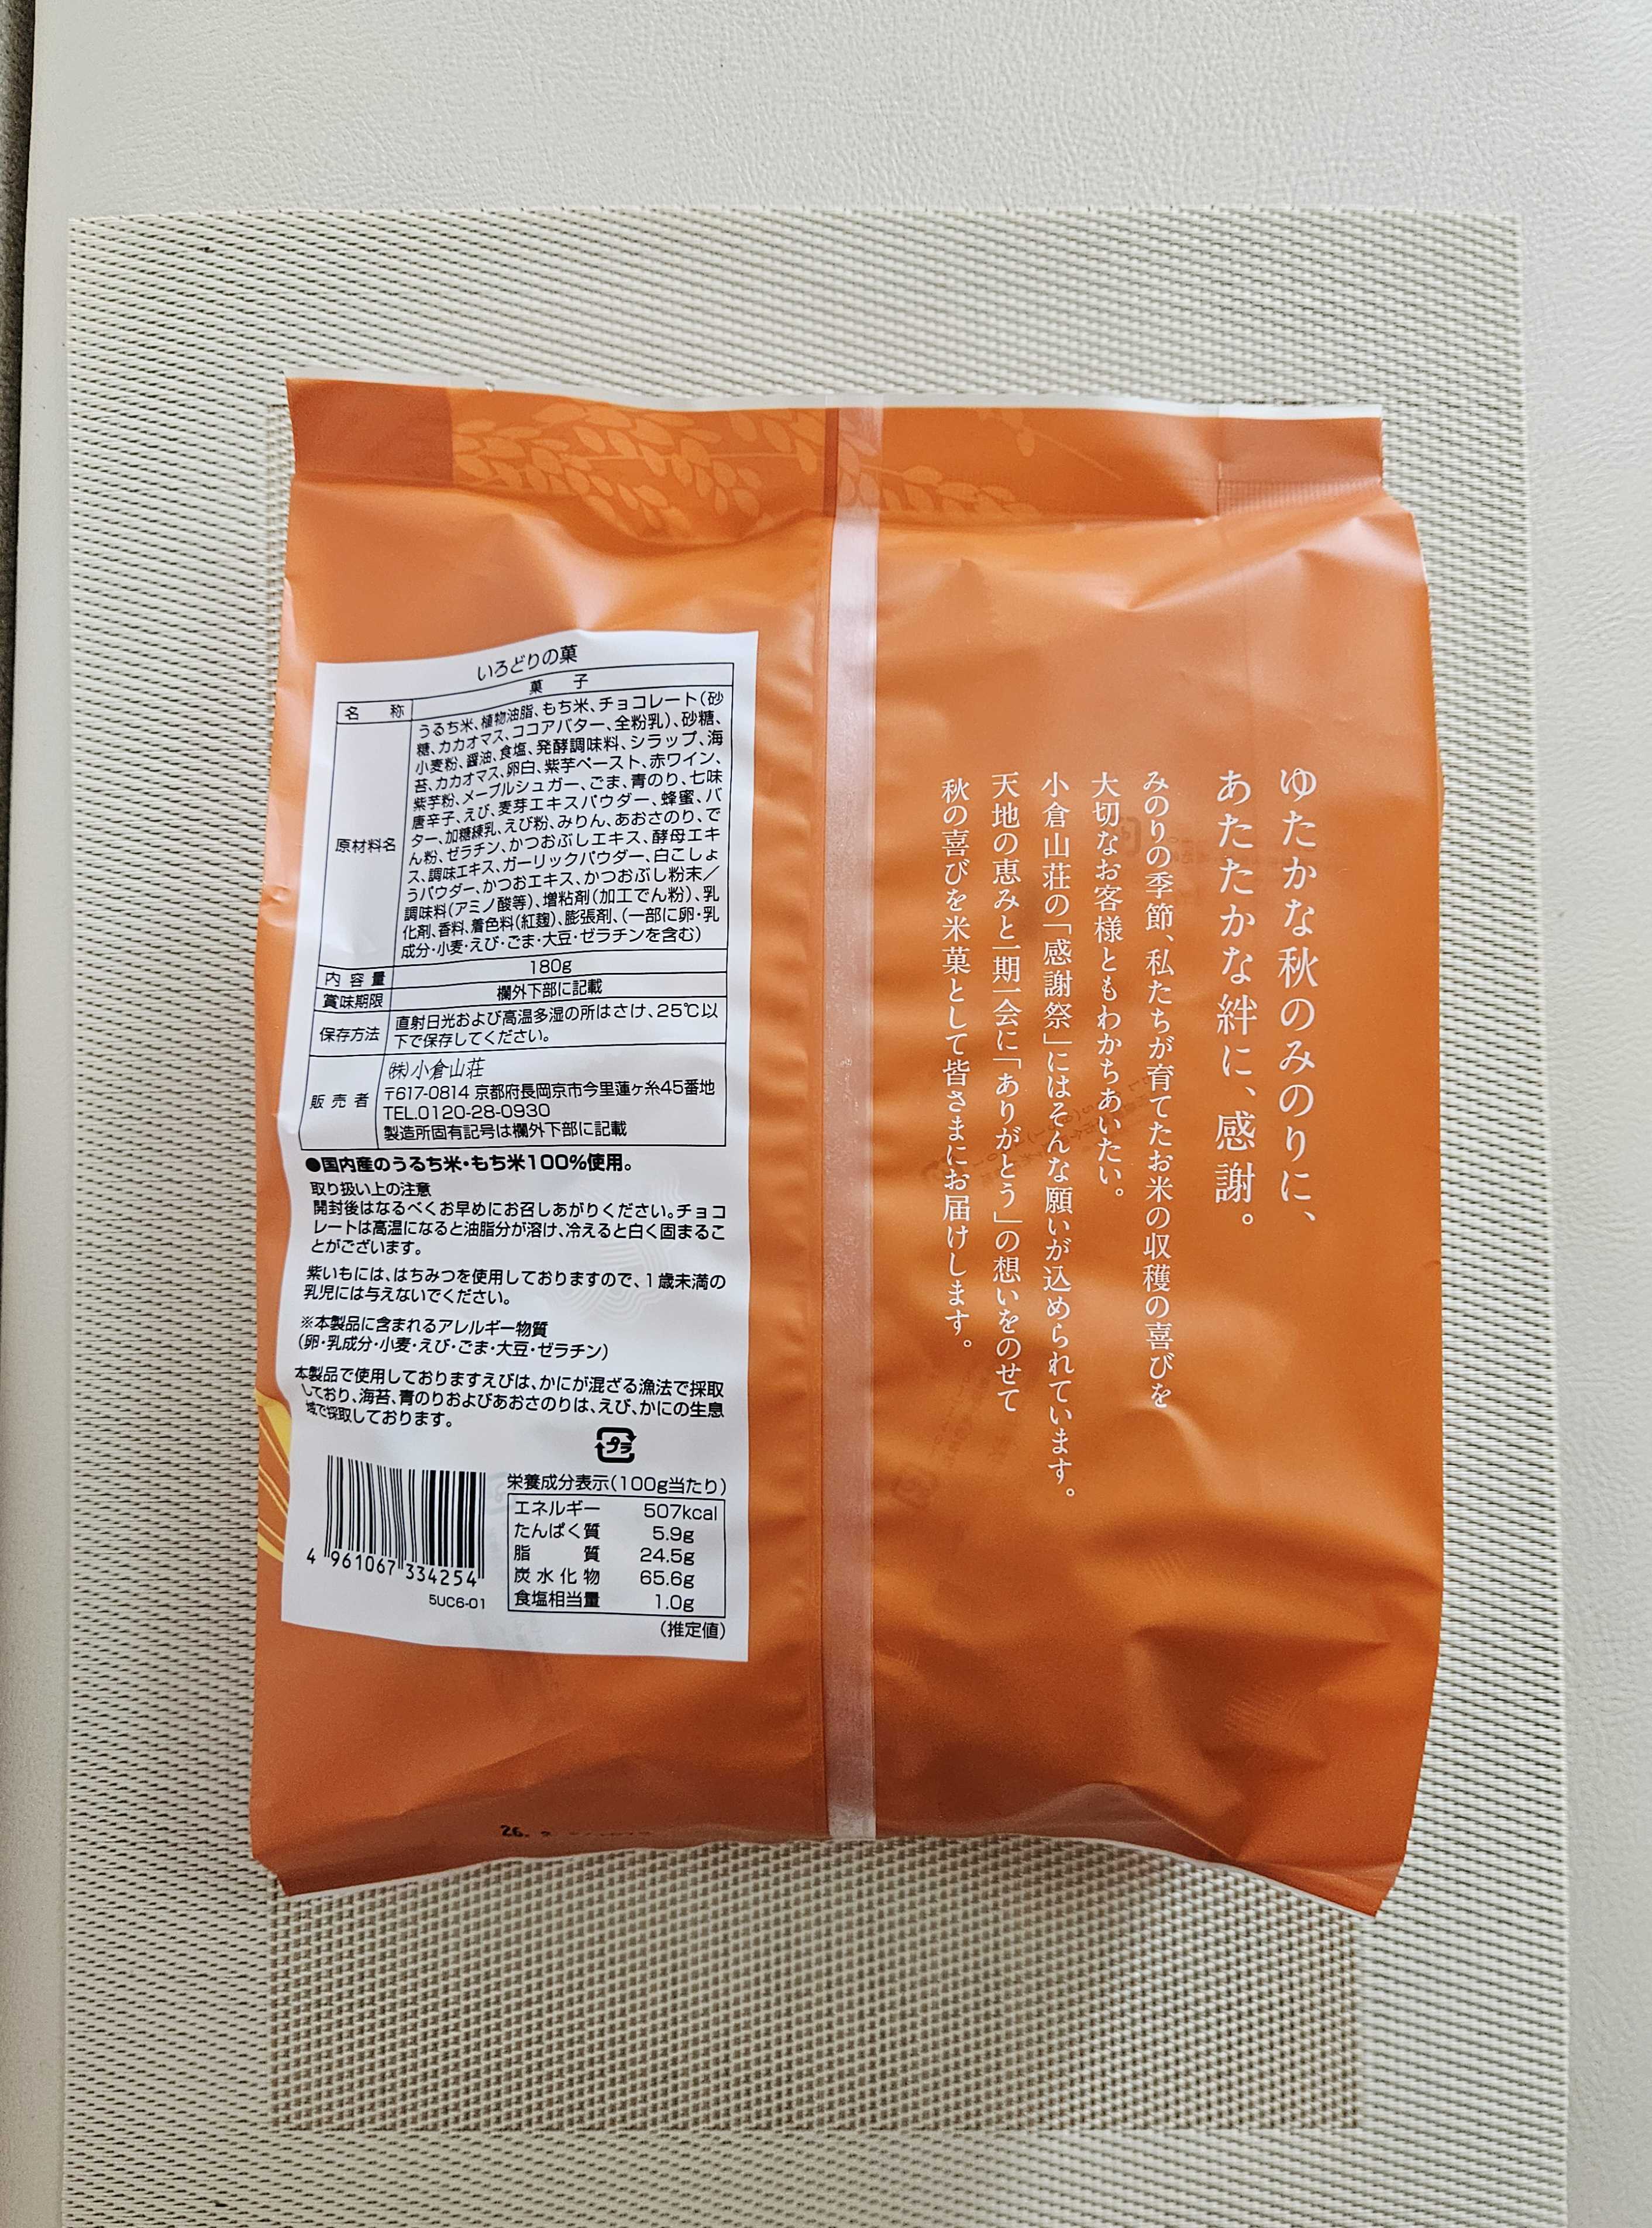 いろどりの菓
名 称 菓 子
原材料名
うるち米、植物油脂、もち米、チョコレート(砂
糖、カカオマス、ココアバター、全粉乳)、砂糖、
小麦粉、醤油、食塩、発酵調味料、シラップ、海
苔、カカオマス、卵白、紫芋ペースト、赤ワイン、
紫芋粉、メープルシュガー、ごま、青のり、七味
唐辛子、えび、麦芽エキスパウダー、蜂蜜、バ
ター、加糖練乳、えび粉、みりん、あおさのり、で
ん粉、ゼラチン、かつおぶしエキス、酵母エキ
ス、調味エキス、ガーリックパウダー、白こしょ
うパウダー、かつおエキス、かつおぶし粉末/
調味料(アミノ酸等)、増粘剤(加工でん粉)、乳
化剤、香料、着色料(紅麹)、膨張剤、(一部に卵・乳
成分・小麦・えび・ごま・大豆・ゼラチンを含む)
内容量 180g
賞味期限 欄外下部に記載
保存方法
直射日光および高温多湿の所はさけ、25℃以
下で保存してください。
販売者
㈱小倉山荘
〒617-0814 京都府長岡京市今里蓮ヶ糸45番地
TEL.0120-28-0930
製造所固有記号は欄外下部に記載
●国内産のうるち米・もち米100%使用。
取り扱い上の注意
開封後はなるべくお早めにお召しあがりください。チョコ
レートは高温になると油脂分が溶け、冷えると白く固まるこ
とがございます。
紫いもには、はちみつを使用しておりますので、1歳未満の
乳児には与えないでください。
※本製品に含まれるアレルギー物質
(卵・乳成分・小麦・えび・ごま・大豆・ゼラチン)
本製品で使用しておりますえびは、かにが混ざる漁法で採取
しており、海苔、青のりおよびあおさのりは、えび、かにの生息
域で採取しております。
プラ
4 961067 334254
5UC6-01
栄養成分表示(100g当たり)
エネルギー 507kcal
たんぱく質 5.9g
脂 質 24.5g
炭水化物 65.6g
食塩相当量 1.0g
(推定値)
26.
ゆたかな秋のみのりに、
あたたかな絆に、感謝。
みのりの季節、私たちが育てたお米の収穫の喜びを
大切なお客様ともわかちあいたい。
小倉山荘の「感謝祭」にはそんな願いが込められています。
天地の恵みと一期一会に「ありがとう」の想いをのせて
秋の喜びを米菓として皆さまにお届けします。